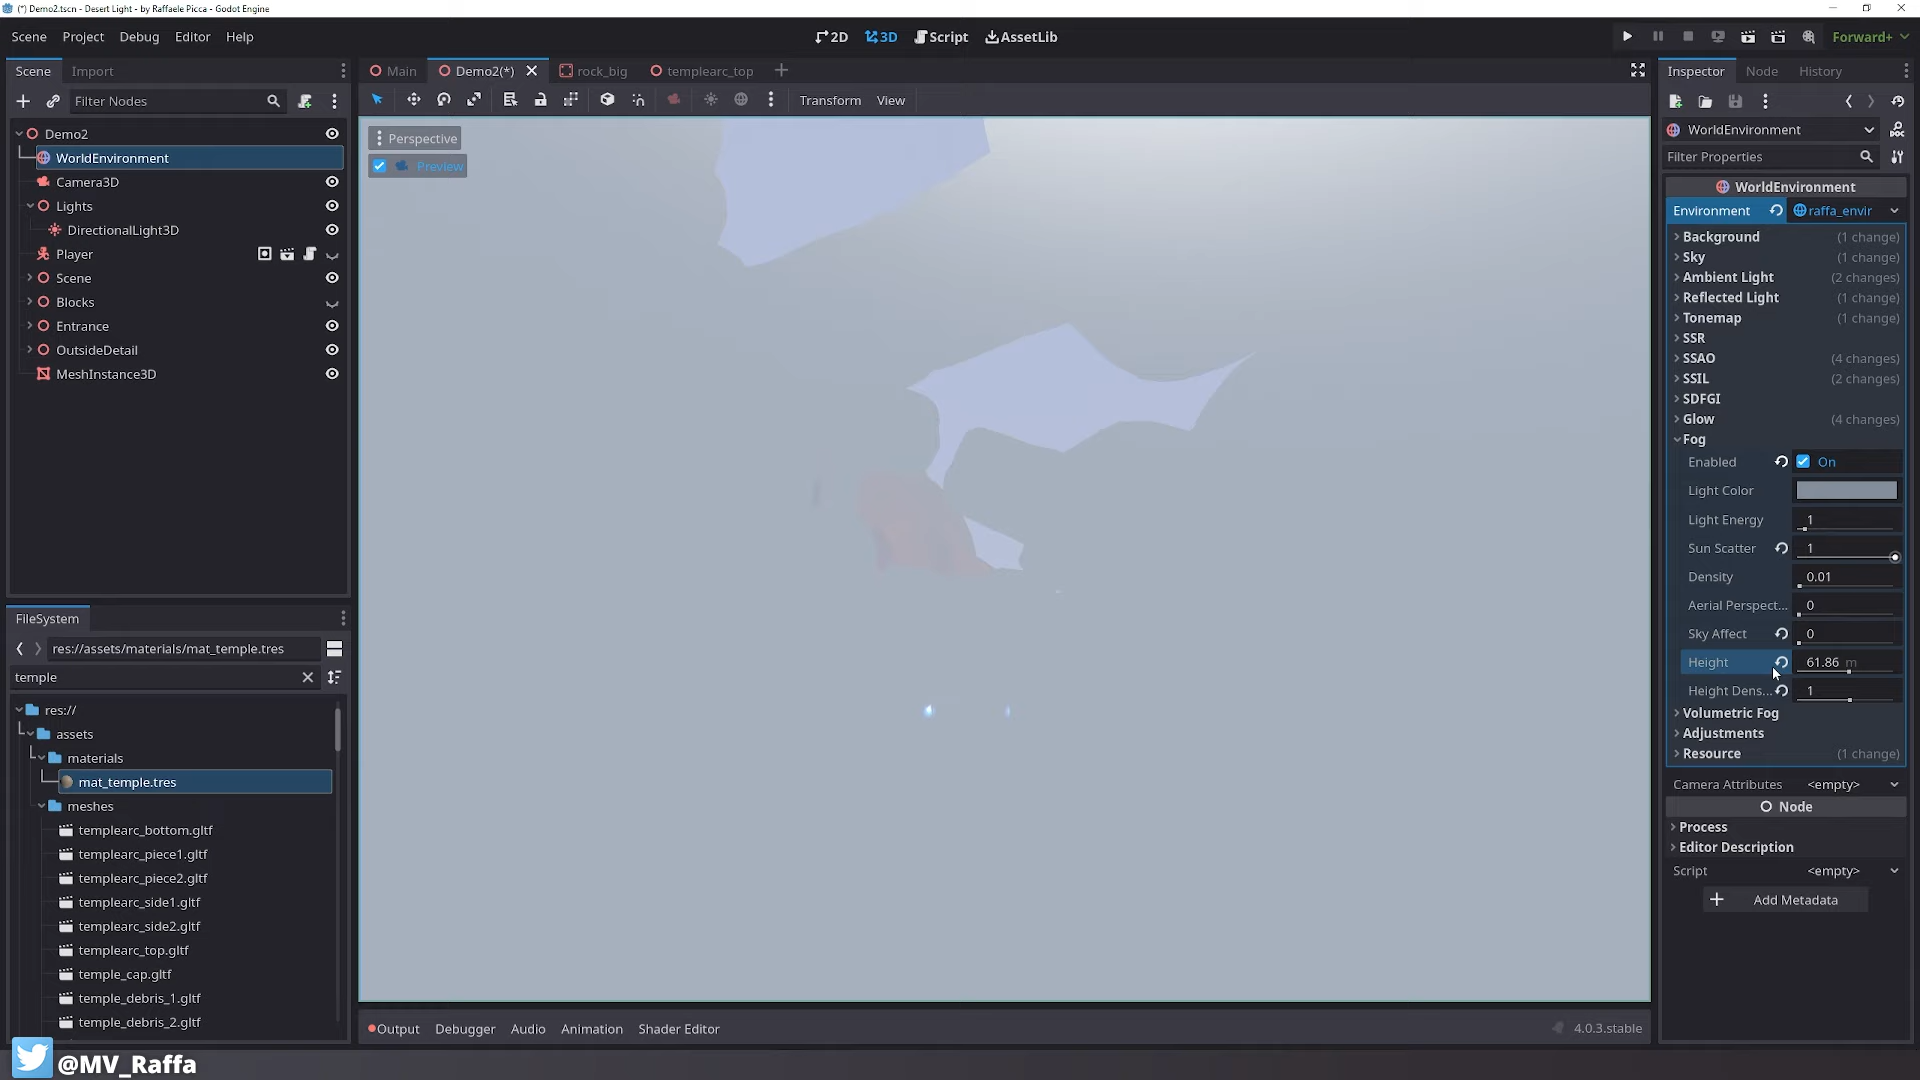 (*) Demo2.tscn - Desert Light - by Raffaele Picca - Godot Engine
Scene Project Debug Editor Help
2D 3D Script AssetLib
Forward+
Scene Import
Filter Nodes
Demo2
WorldEnvironment
Camera3D
Lights
DirectionalLight3D
Player
Scene
Blocks
Entrance
OutsideDetail
MeshInstance3D
FileSystem
res://assets/materials/mat_temple.tres
temple
res://
assets
materials
mat_temple.tres
meshes
templearc_bottom.gltf
templearc_piece1.gltf
templearc_piece2.gltf
templearc_side1.gltf
templearc_side2.gltf
templearc_top.gltf
temple_cap.gltf
temple_debris_1.gltf
temple_debris_2.gltf
@MV_Raffa
Main Demo2(*) rock_big templearc_top
Transform View
Perspective
Preview
Output Debugger Audio Animation Shader Editor
4.0.3.stable
Inspector Node History
WorldEnvironment
Filter Properties
WorldEnvironment
Environment raffa_envir
Background (1 change)
Sky (1 change)
Ambient Light (2 changes)
Reflected Light (1 change)
Tonemap (1 change)
SSR
SSAO (4 changes)
SSIL (2 changes)
SDFGI
Glow (4 changes)
Fog
Enabled On
Light Color
Light Energy 1
Sun Scatter 1
Density 0.01
Aerial Perspect... 0
Sky Affect 0
Height 61.86 m
Height Dens... 1
Volumetric Fog
Adjustments
Resource (1 change)
Camera Attributes <empty>
Node
Process
Editor Description
Script <empty>
Add Metadata